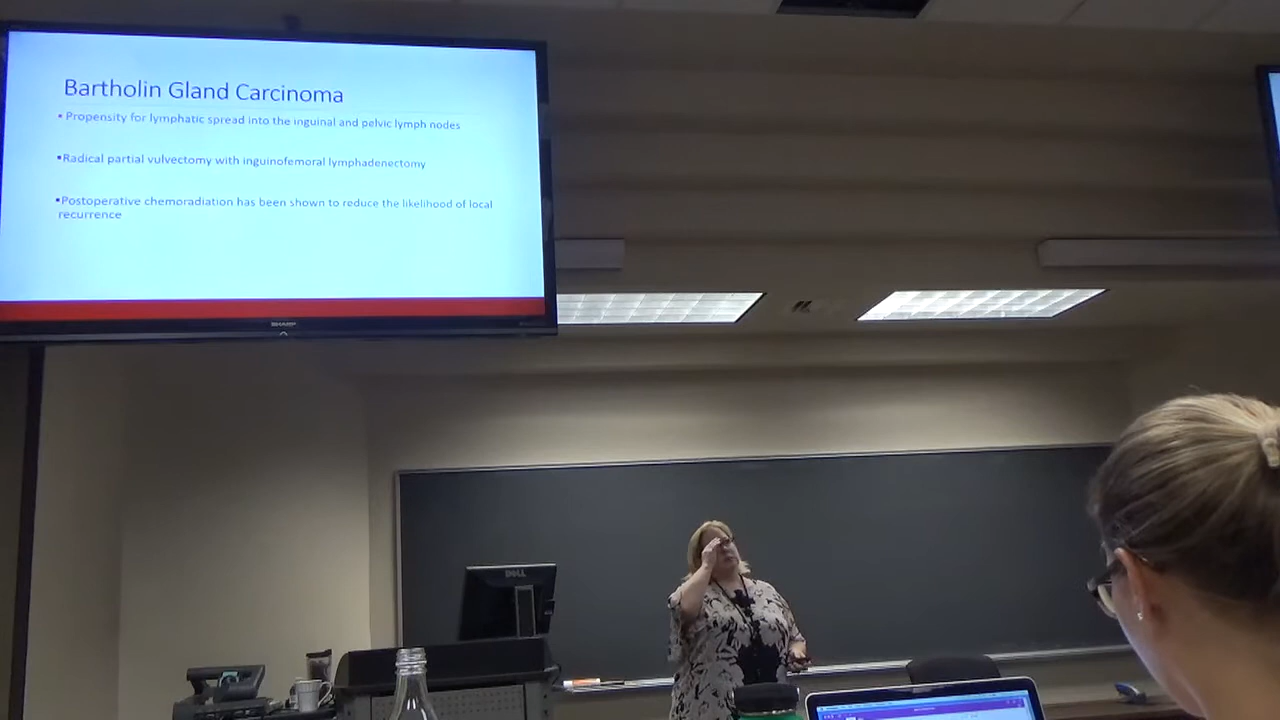 Bartholin Gland Carcinoma
• Propensity for lymphatic spread into the inguinal and pelvic lymph nodes
▪Radical partial vulvectomy with inguinofemoral lymphadenectomy
▪Postoperative chemoradiation has been shown to reduce the likelihood of local
recurrence
SHARP
DELL